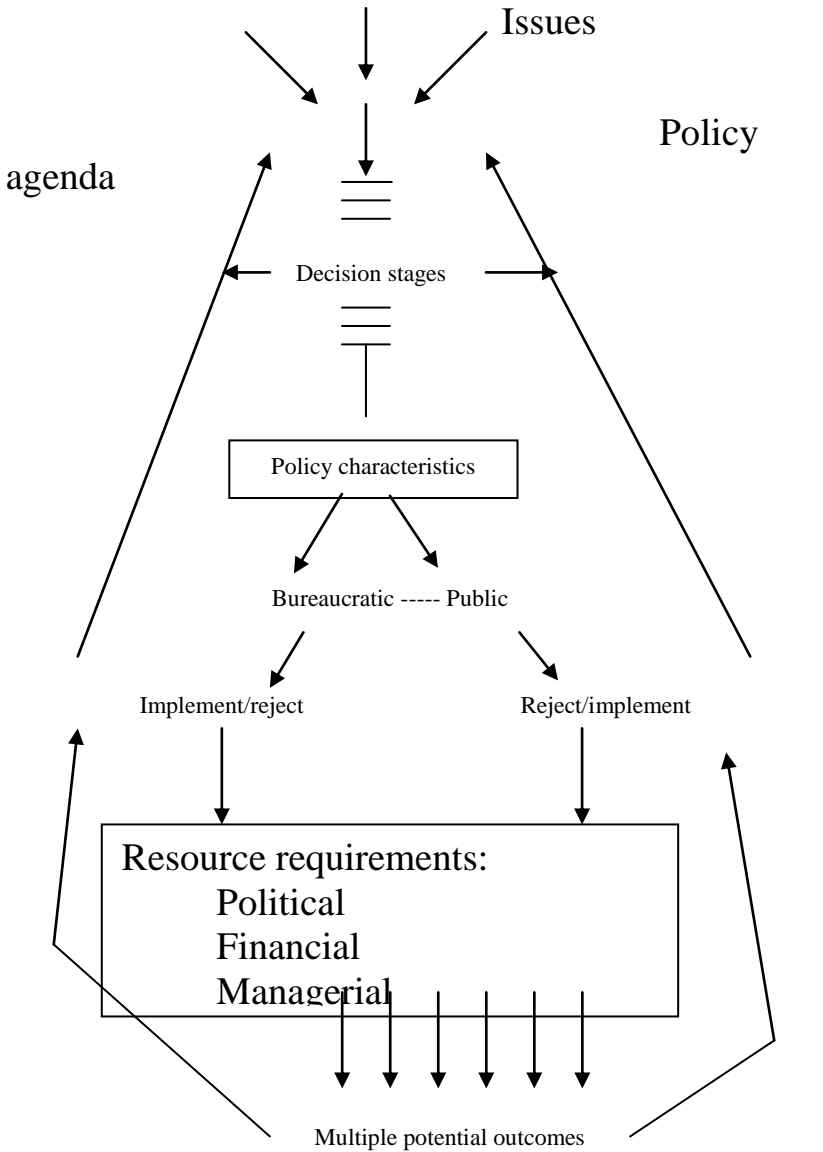 Issues
Policy
agenda
Decision stages
Policy characteristics
Bureaucratic ----- Public
Implement/reject
Reject/implement
Resource requirements:
Political
Financial
Managerial
Multiple potential outcomes